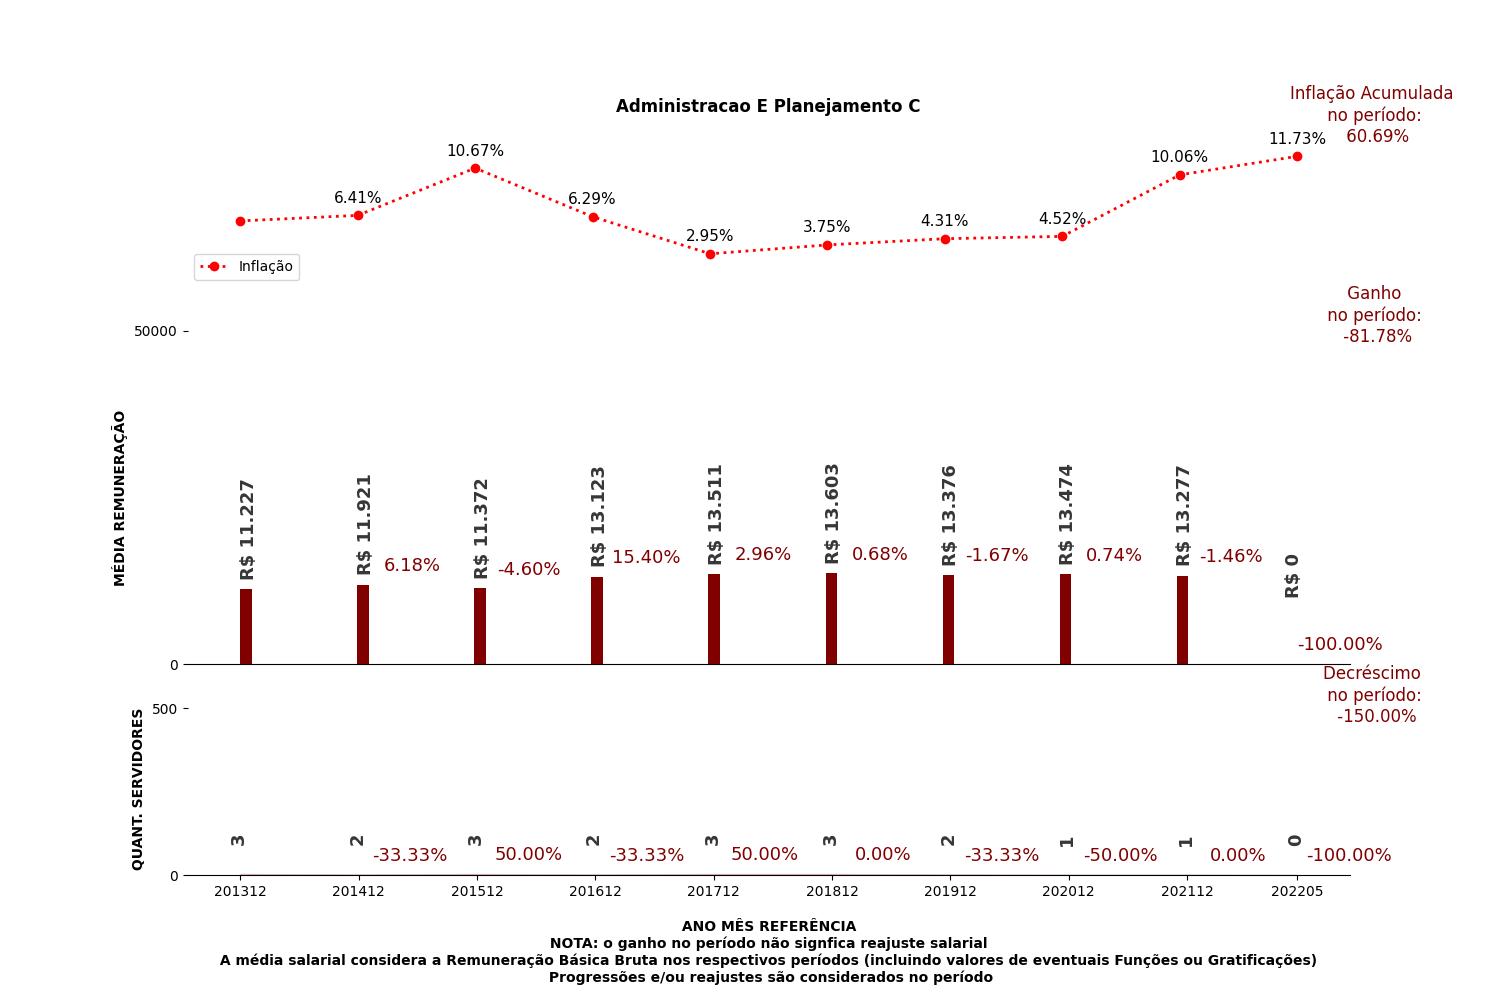 Administracao E Planejamento C
Inflação Acumulada
no período:
60.69%
6.41%
10.67%
6.29%
2.95%
3.75%
4.31%
4.52%
10.06%
11.73%
Inflação
Ganho
no período:
-81.78%
50000
0
MÉDIA REMUNERAÇÃO
R$ 11.227
R$ 11.921
R$ 11.372
R$ 13.123
R$ 13.511
R$ 13.603
R$ 13.376
R$ 13.474
R$ 13.277
R$ 0
6.18%
-4.60%
15.40%
2.96%
0.68%
-1.67%
0.74%
-1.46%
-100.00%
Decréscimo
no período:
-150.00%
500
0
QUANT. SERVIDORES
3
2
3
2
3
3
2
1
1
0
-33.33%
50.00%
-33.33%
50.00%
0.00%
-33.33%
-50.00%
0.00%
-100.00%
201312
201412
201512
201612
201712
201812
201912
202012
202112
202205
ANO MÊS REFERÊNCIA
NOTA: o ganho no período não signfica reajuste salarial
A média salarial considera a Remuneração Básica Bruta nos respectivos períodos (incluindo valores de eventuais Funções ou Gratificações)
Progressões e/ou reajustes são considerados no período